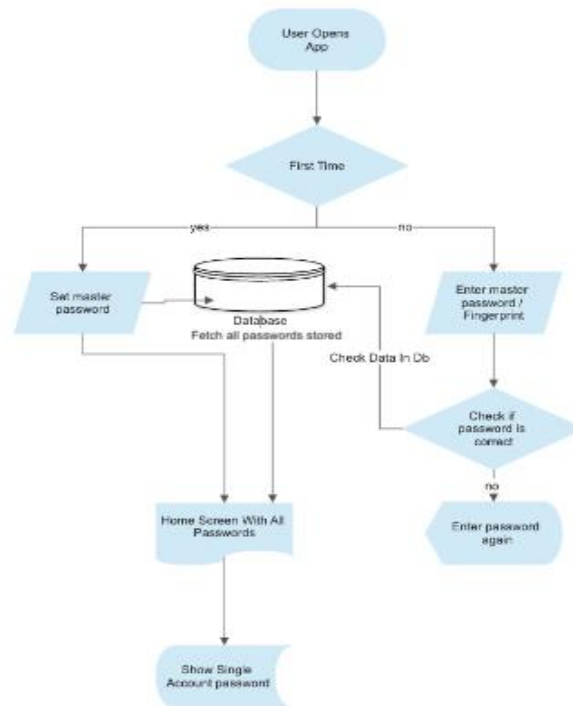 User Opens
App
First Time
yes
no
Set master
password
Database
Fetch all passwords stored
Enter master
password /
Fingerprint
Check Data In Db
Check if
password is
correct
no
Home Screen With All
Passwords
Enter password
again
Show Single
Account password